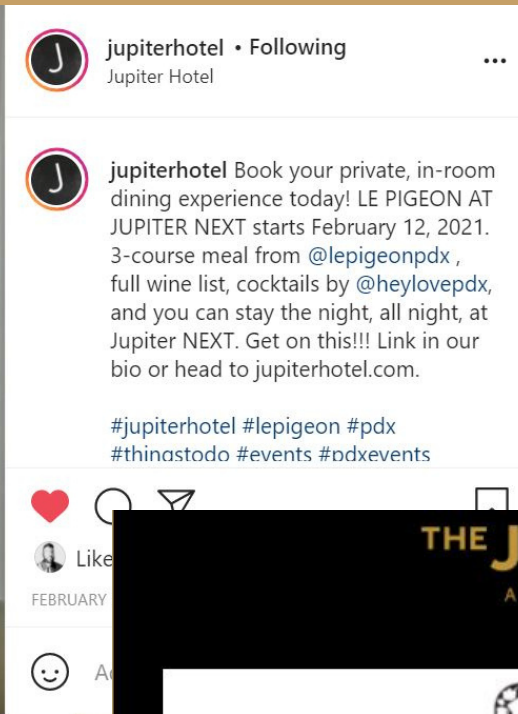 jupiterhotel • Following
Jupiter Hotel
jupiterhotel Book your private, in-room
dining experience today! LE PIGEON AT
JUPITER NEXT starts February 12, 2021.
3-course meal from @lepigeonpdx ,
full wine list, cocktails by @heylovepdx,
and you can stay the night, all night, at
Jupiter NEXT. Get on this!!! Link in our
bio or head to jupiterhotel.com.
#jupiterhotel #lepigeon #pdx
#thingstodo #events #pdxevents
Like
FEBRUARY
THE J
A